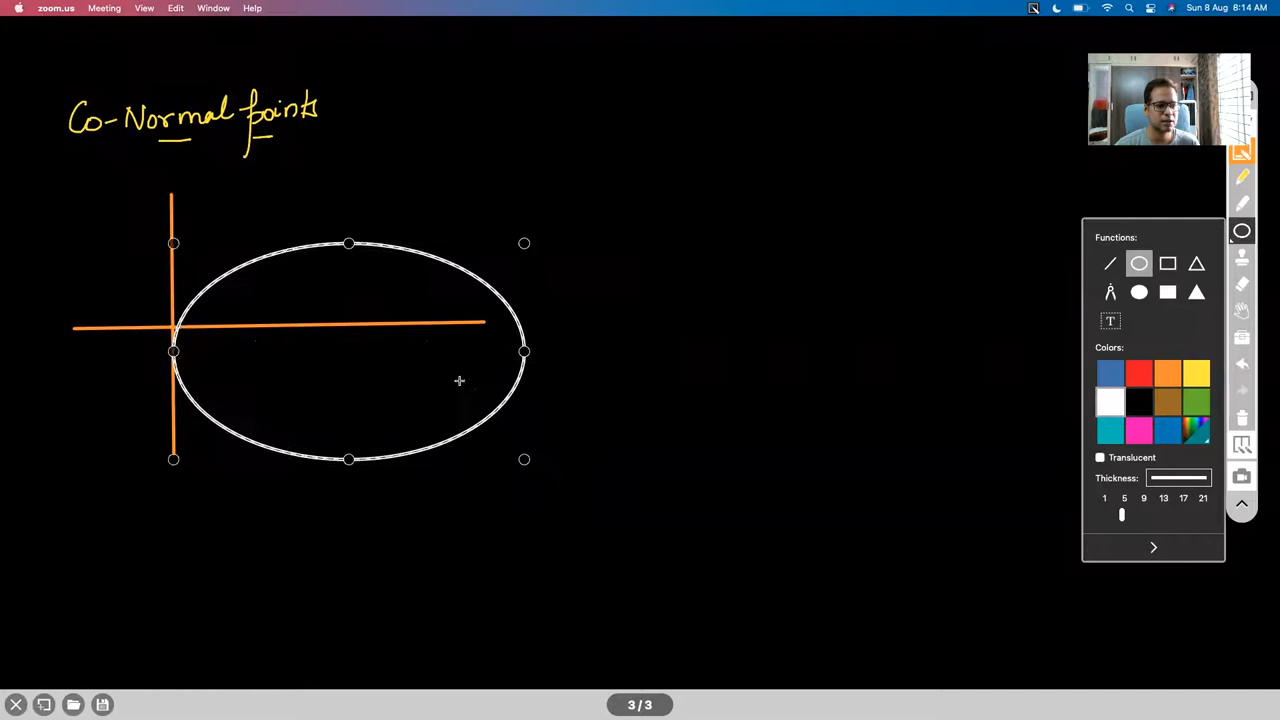 zoom.us Meeting View Edit Window Help Sun 8 Aug 8:14 AM
Co-Normal points
Functions:
T
Colors:
Translucent
Thickness:
1 5 9 13 17 21
3 / 3